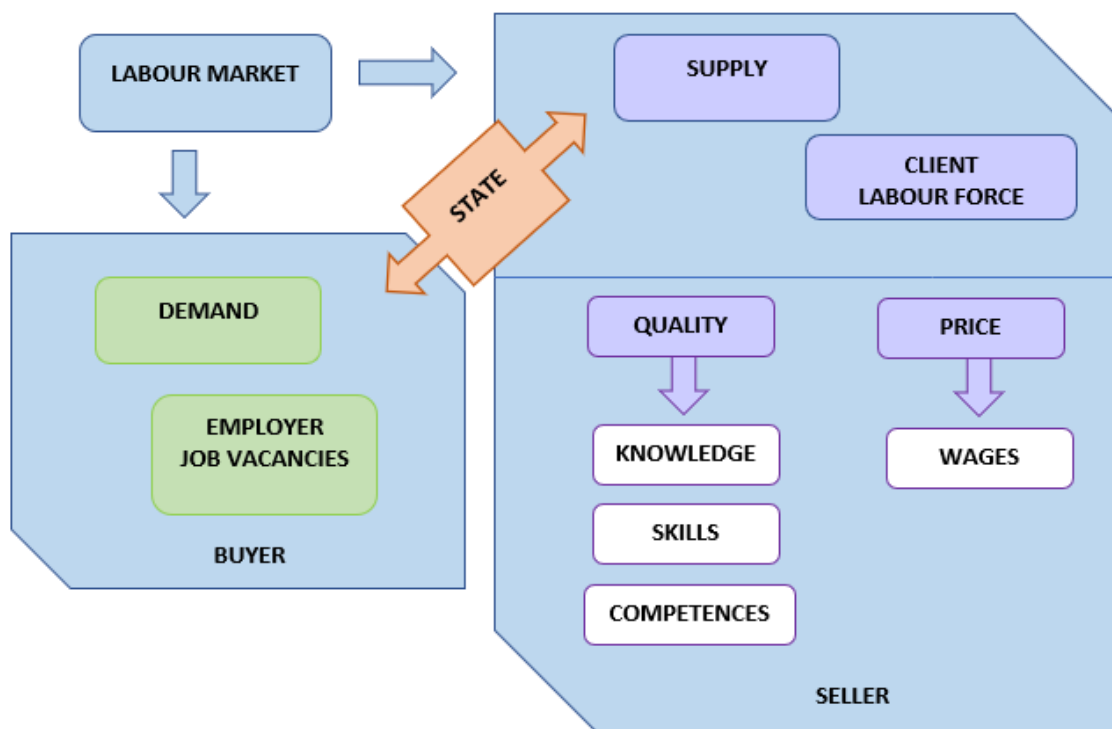 LABOUR MARKET
SUPPLY
CLIENT
LABOUR FORCE
STATE
DEMAND
EMPLOYER
JOB VACANCIES
BUYER
QUALITY
PRICE
KNOWLEDGE
WAGES
SKILLS
COMPETENCES
SELLER